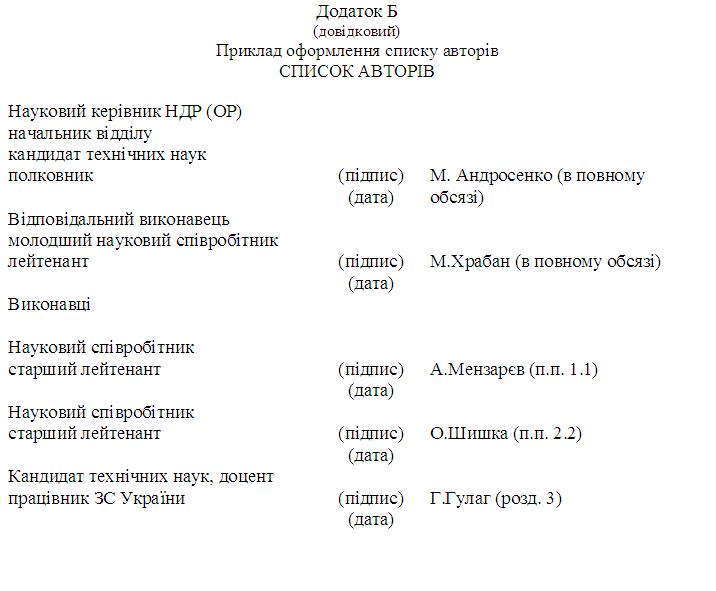 Додаток Б
(довідковий)
Приклад оформлення списку авторів
СПИСОК АВТОРІВ
Науковий керівник НДР (ОР)
начальник відділу
кандидат технічних наук
полковник (підпис) М. Андросенко (в повному
(дата) обсязі)
Відповідальний виконавець
молодший науковий співробітник
лейтенант (підпис) М.Храбан (в повному обсязі)
(дата)
Виконавці
Науковий співробітник
старший лейтенант (підпис) А.Мензарєв (п.п. 1.1)
(дата)
Науковий співробітник
старший лейтенант (підпис) О.Шишка (п.п. 2.2)
(дата)
Кандидат технічних наук, доцент
працівник ЗС України (підпис) Г.Гулаг (розд. 3)
(дата)